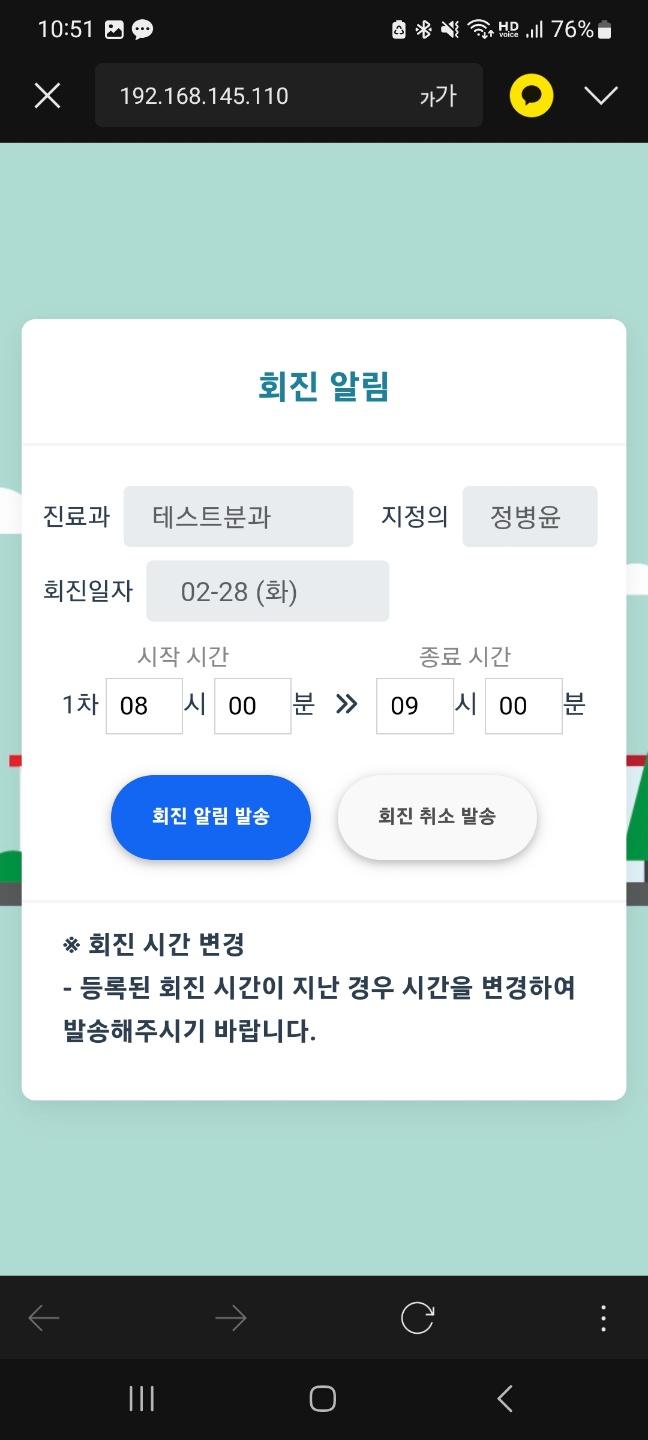 10:51 HD voice 76%
192.168.145.110 가가
회진 알림
진료과 테스트분과 지정의 정병윤
회진일자 02-28 (화)
시작 시간 종료 시간
1차 08 시 00 분 » 09 시 00 분
회진 알림 발송 회진 취소 발송
※ 회진 시간 변경
- 등록된 회진 시간이 지난 경우 시간을 변경하여
발송해주시기 바랍니다.